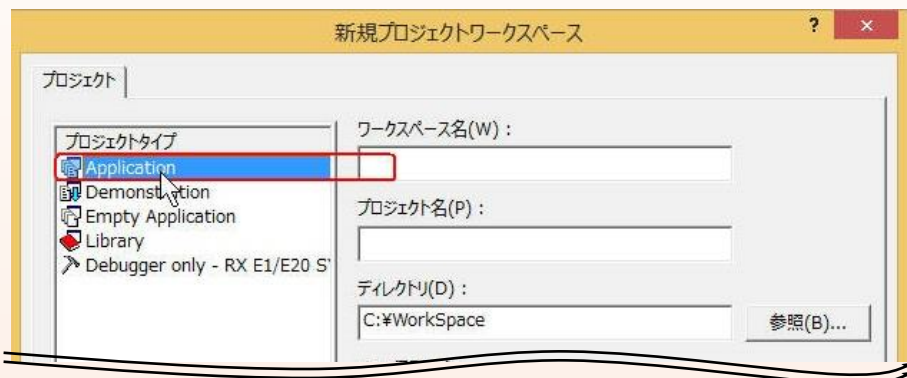 新規プロジェクトワークスペース
?
×
プロジェクト
プロジェクトタイプ
Application
Demonstration
Empty Application
Library
Debugger only - RX E1/E20 S
ワークスペース名(W) :
プロジェクト名(P) :
ディレクトリ(D) :
C:¥WorkSpace
参照(B)...